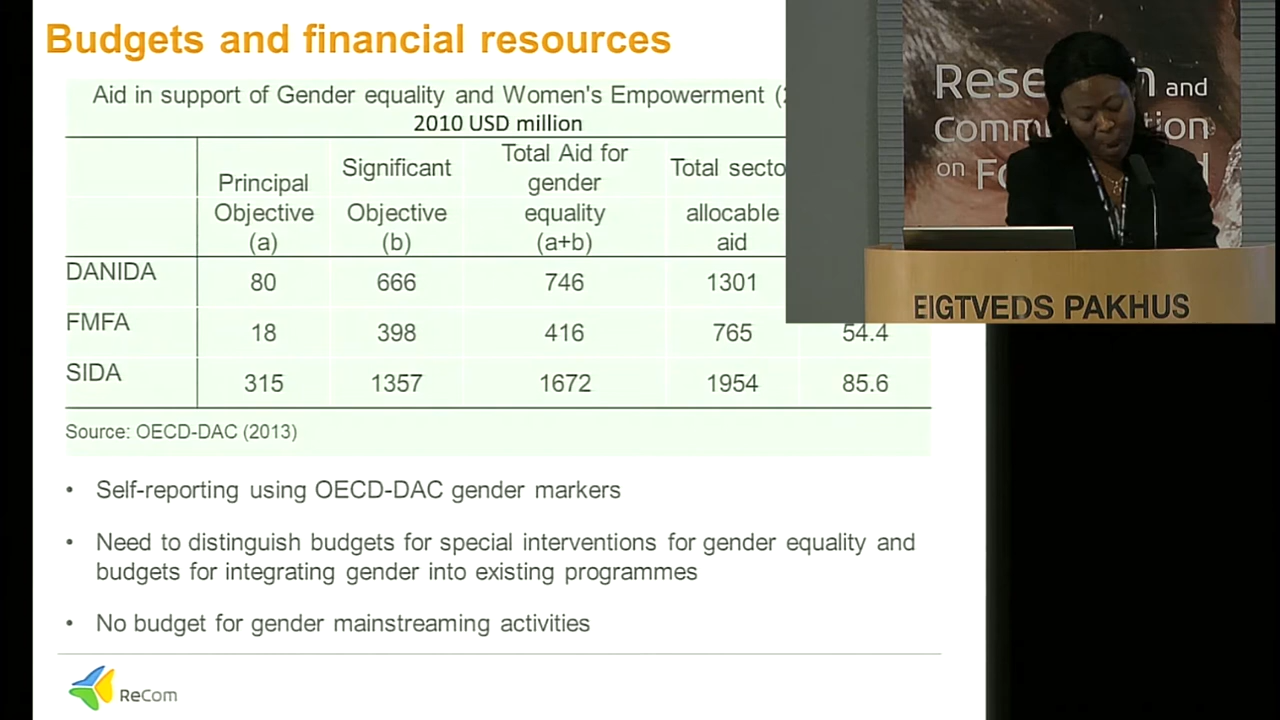 Budgets and financial resources
Aid in support of Gender equality and Women's Empowerment
2010 USD million
Principal Objective (a)
Significant Objective (b)
Total Aid for gender equality (a+b)
Total allocable aid
DANIDA 80 666 746 1301
FMFA 18 398 416 765 54.4
SIDA 315 1357 1672 1954 85.6
Source: OECD-DAC (2013)
• Self-reporting using OECD-DAC gender markers
• Need to distinguish budgets for special interventions for gender equality and
budgets for integrating gender into existing programmes
• No budget for gender mainstreaming activities
ReCom
and
on
EIGTVEDS PAKHUS